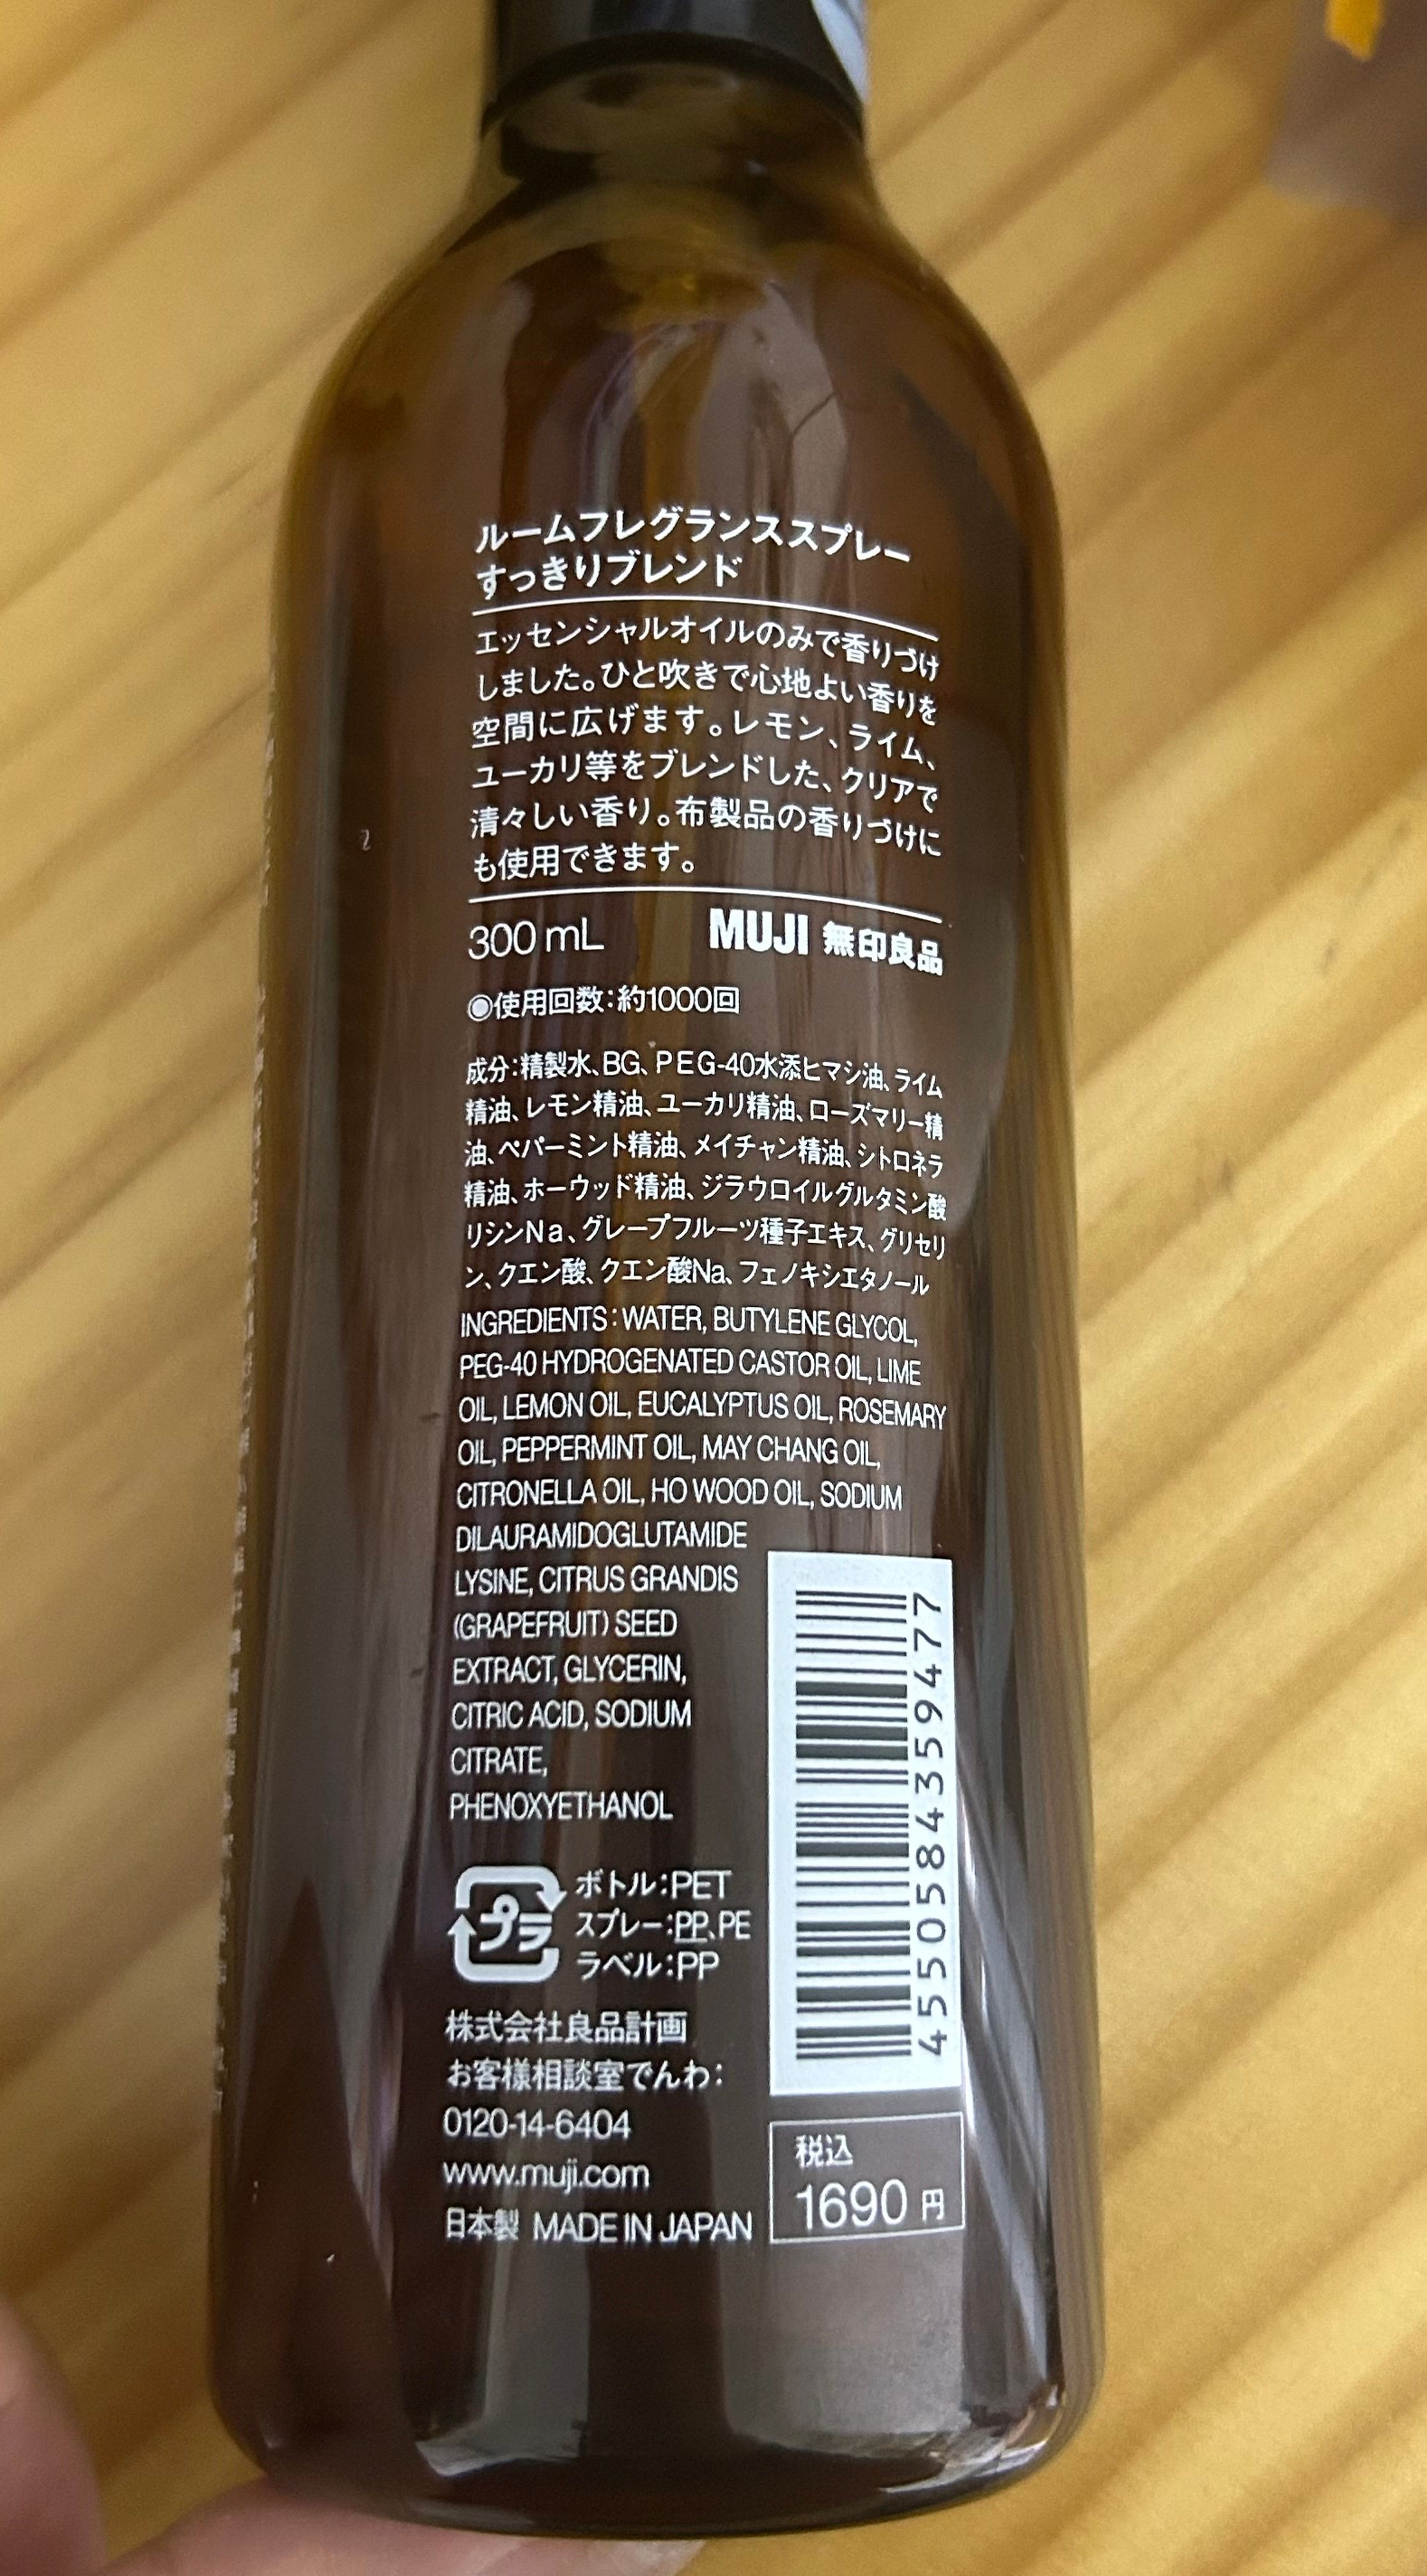 ルームフレグランススプレー
すっきりブレンド
エッセンシャルオイルのみで香りづけ
しました。ひと吹きで心地よい香りを
空間に広げます。レモン、ライム、
ユーカリ等をブレンドした、クリアで
清々しい香り。布製品の香りづけに
も使用できます。
300 mL MUJI 無印良品
◉使用回数：約1000回
成分：精製水、BG、PEG-40水添ヒマシ油、ライム
精油、レモン精油、ユーカリ精油、ローズマリー精
油、ペパーミント精油、メイチャン精油、シトロネラ
精油、ホーウッド精油、ジラウロイルグルタミン酸
リシンNa、グレープフルーツ種子エキス、グリセリ
ン、クエン酸、クエン酸Na、フェノキシエタノール
INGREDIENTS：WATER, BUTYLENE GLYCOL,
PEG-40 HYDROGENATED CASTOR OIL, LIME
OIL, LEMON OIL, EUCALYPTUS OIL, ROSEMARY
OIL, PEPPERMINT OIL, MAY CHANG OIL,
CITRONELLA OIL, HO WOOD OIL, SODIUM
DILAURAMIDOGLUTAMIDE
LYSINE, CITRUS GRANDIS
(GRAPEFRUIT) SEED
EXTRACT, GLYCERIN,
CITRIC ACID, SODIUM
CITRATE,
PHENOXYETHANOL
4550584359477
プラ
ボトル：PET
スプレー：PP、PE
ラベル：PP
株式会社良品計画
お客様相談室でんわ：
0120-14-6404
www.muji.com
日本製 MADE IN JAPAN
税込
1690 円